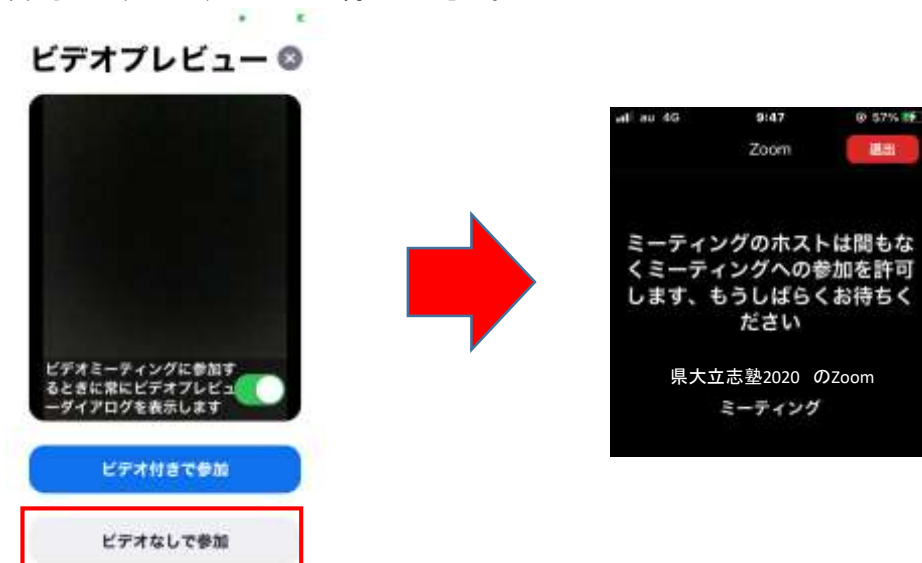 ビデオプレビュー
ビデオミーティングに参加す
るときに常にビデオプレビュ
ーダイアログを表示します
ビデオ付きで参加
ビデオなしで参加
au 4G 9:47 57%
Zoom 退出
ミーティングのホストは間もな
くミーティングへの参加を許可
します、もうしばらくお待ちく
ださい
県大立志塾2020 のZoom
ミーティング